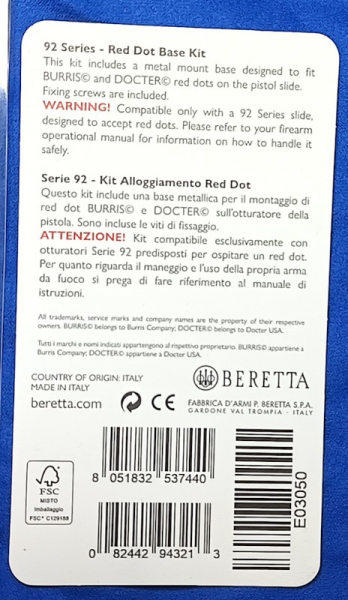 92 Series - Red Dot Base Kit
This kit includes a metal mount base designed to fit
BURRIS© and DOCTER© red dots on the pistol slide.
Fixing screws are included.
WARNING! Compatible only with a 92 Series slide,
designed to accept red dots. Please refer to your firearm
operational manual for information on how to handle it
safely.
Serie 92 - Kit Alloggiamento Red Dot
Questo kit include una base metallica per il montaggio di
red dot BURRIS© e DOCTER© sull'otturatore della
pistola. Sono incluse le viti di fissaggio.
ATTENZIONE! Kit compatibile esclusivamente con
otturatori Serie 92 predisposti per ospitare un red dot.
Per quanto riguarda il maneggio e l'uso della propria arma
da fuoco si prega di fare riferimento al manuale di
istruzioni.
All trademarks, service marks and company names are the property of their respective
owners. BURRIS© belongs to Burris Company; DOCTER© belongs to Docter USA.
Tutti i marchi e nomi indicati appartengono al rispettivo proprietario. BURRIS© appartiene a
Burris Company; DOCTER© appartiene a Docter USA.
COUNTRY OF ORIGIN: ITALY
MADE IN ITALY
beretta.com
CE
BERETTA
FABBRICA D'ARMI P. BERETTA S.P.A.
GARDONE VAL TROMPIA - ITALY
8 051832 537440
FSC
MISTO
Imballaggio
FSC® C129188
0 82442 94321 3
E03050